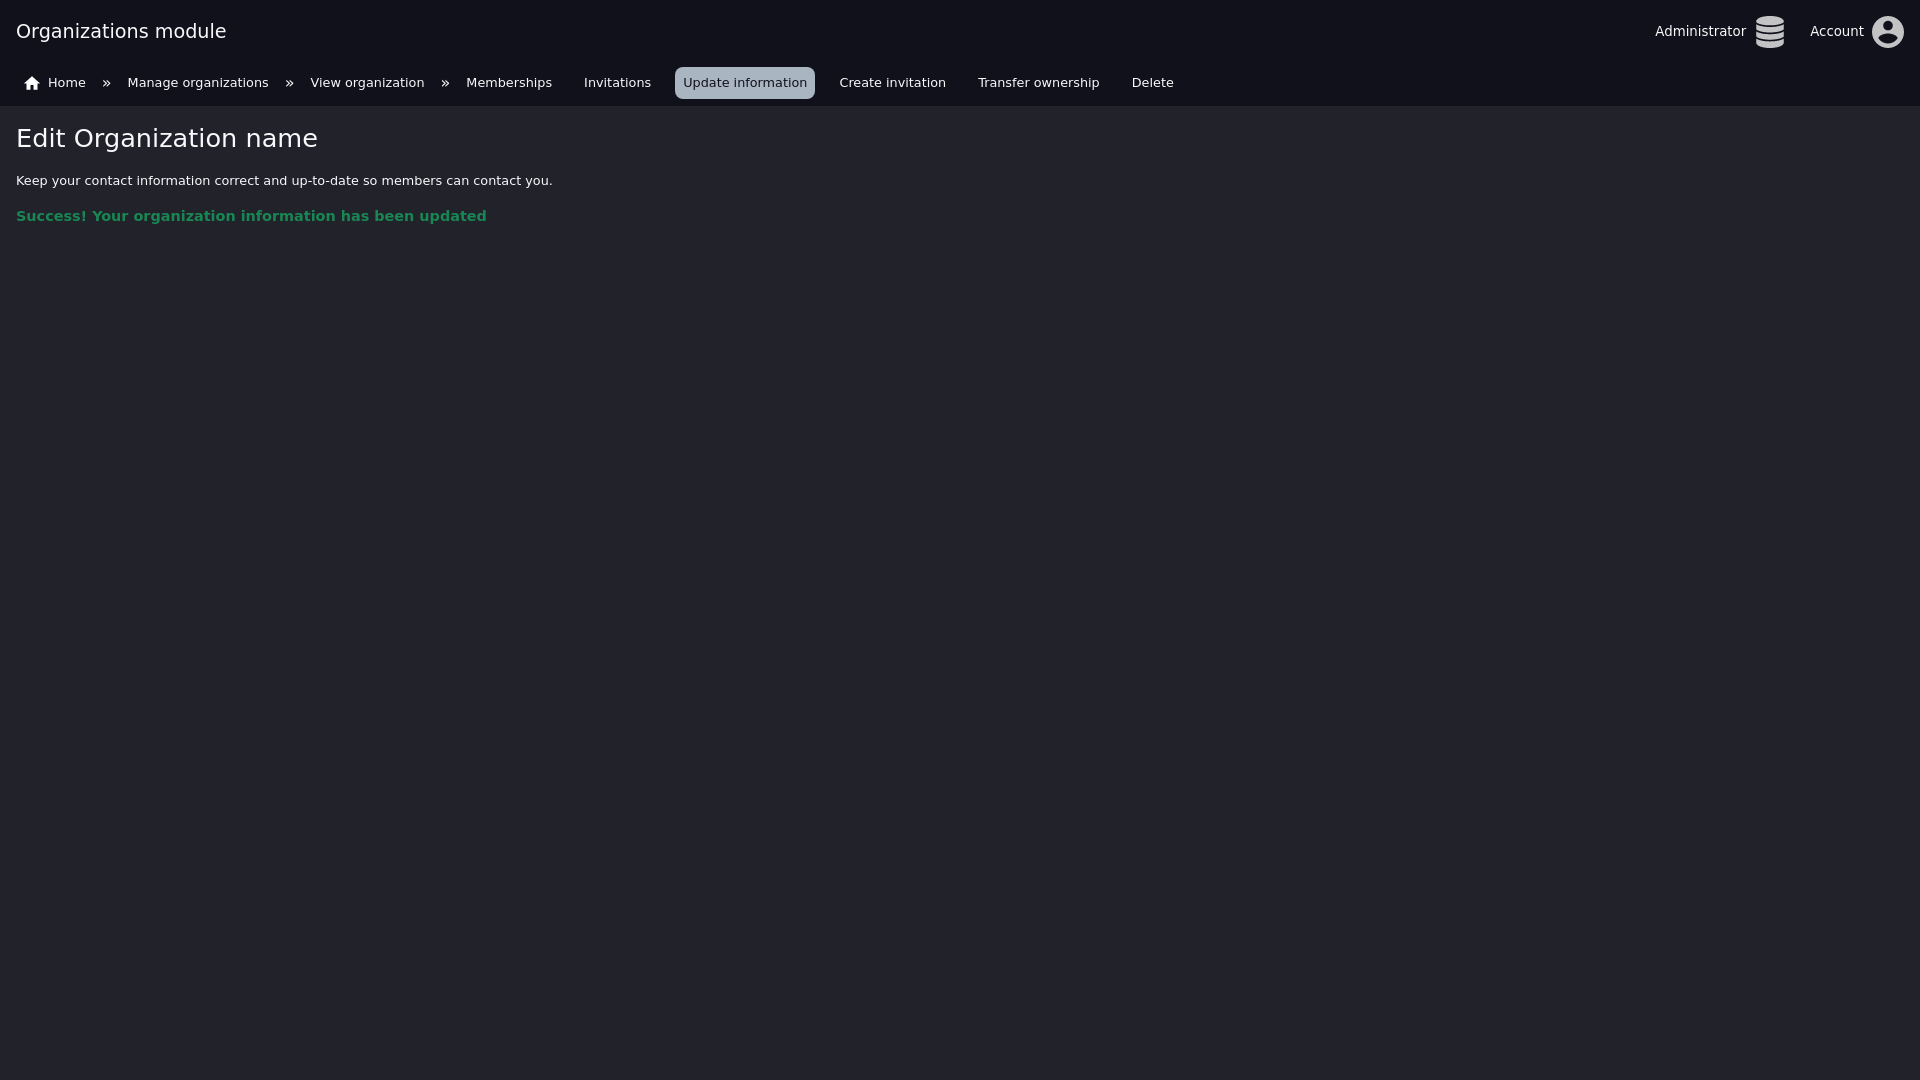 Organizations module
Administrator
Account
Home » Manage organizations » View organization » Memberships Invitations Update information Create invitation Transfer ownership Delete
Edit Organization name
Keep your contact information correct and up-to-date so members can contact you.
Success! Your organization information has been updated